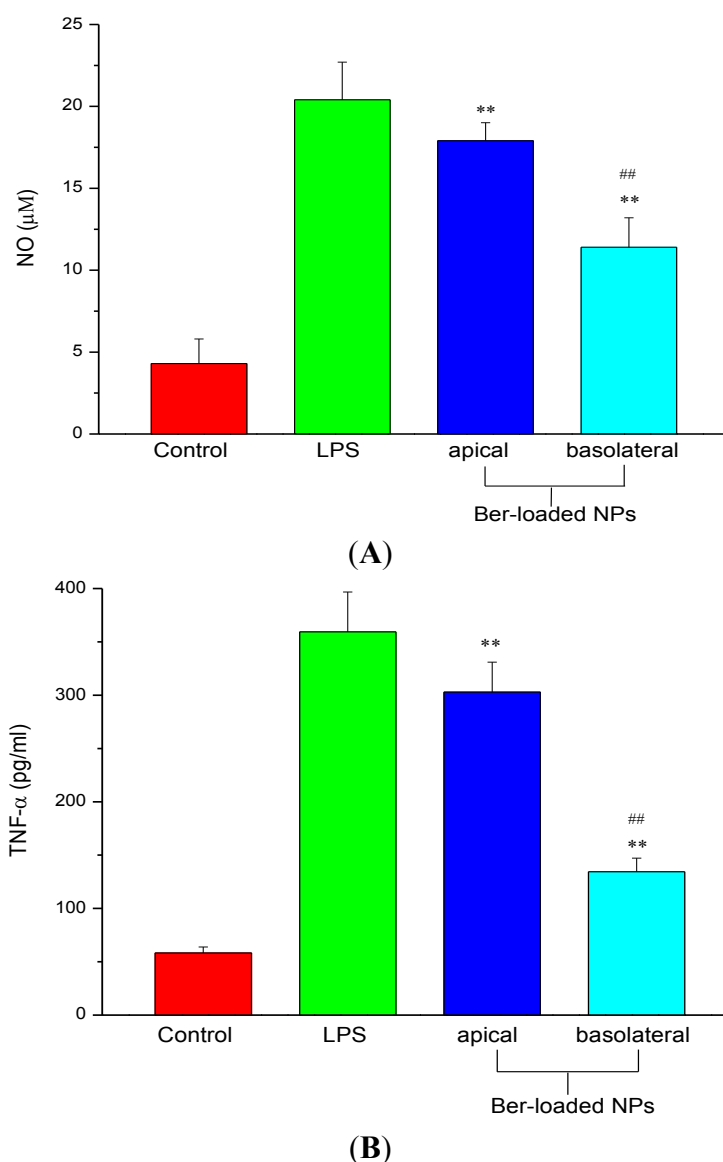 25
20
15
10
5
0
NO (μM)
**
##
**
Control LPS apical basolateral
Ber-loaded NPs
(A)
400
300
200
100
0
TNF-α (pg/ml)
**
##
**
Control LPS apical basolateral
Ber-loaded NPs
(B)